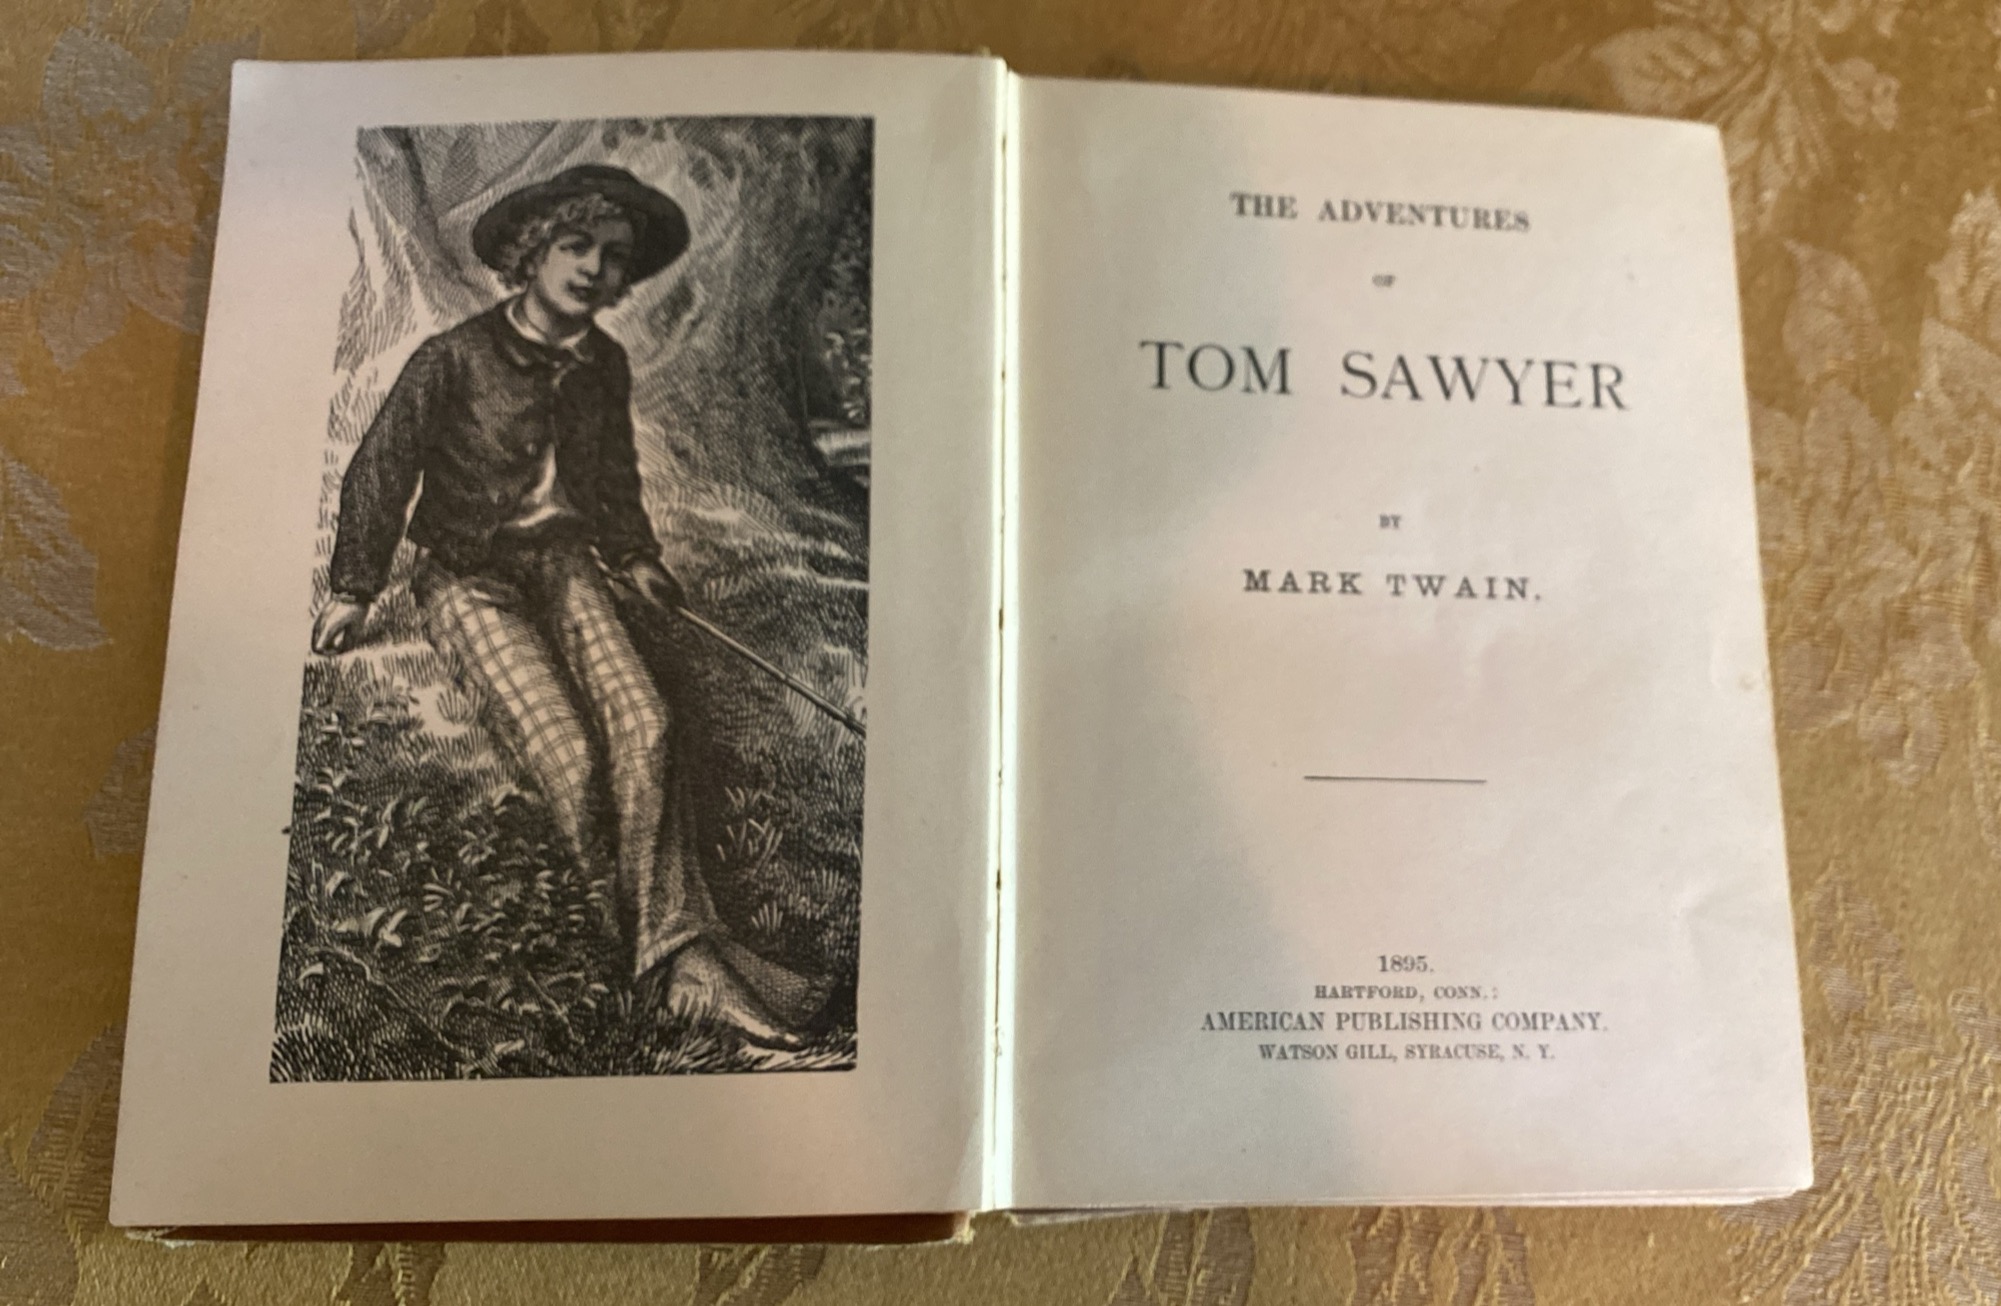 THE ADVENTURES
OF
TOM SAWYER
BY
MARK TWAIN.
1895.
HARTFORD, CONN.:
AMERICAN PUBLISHING COMPANY.
WATSON GILL, SYRACUSE, N. Y.